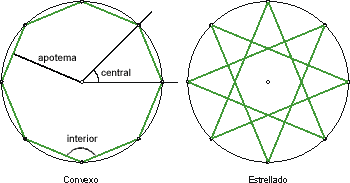 apotema
central
interior
Convexo
Estrellado